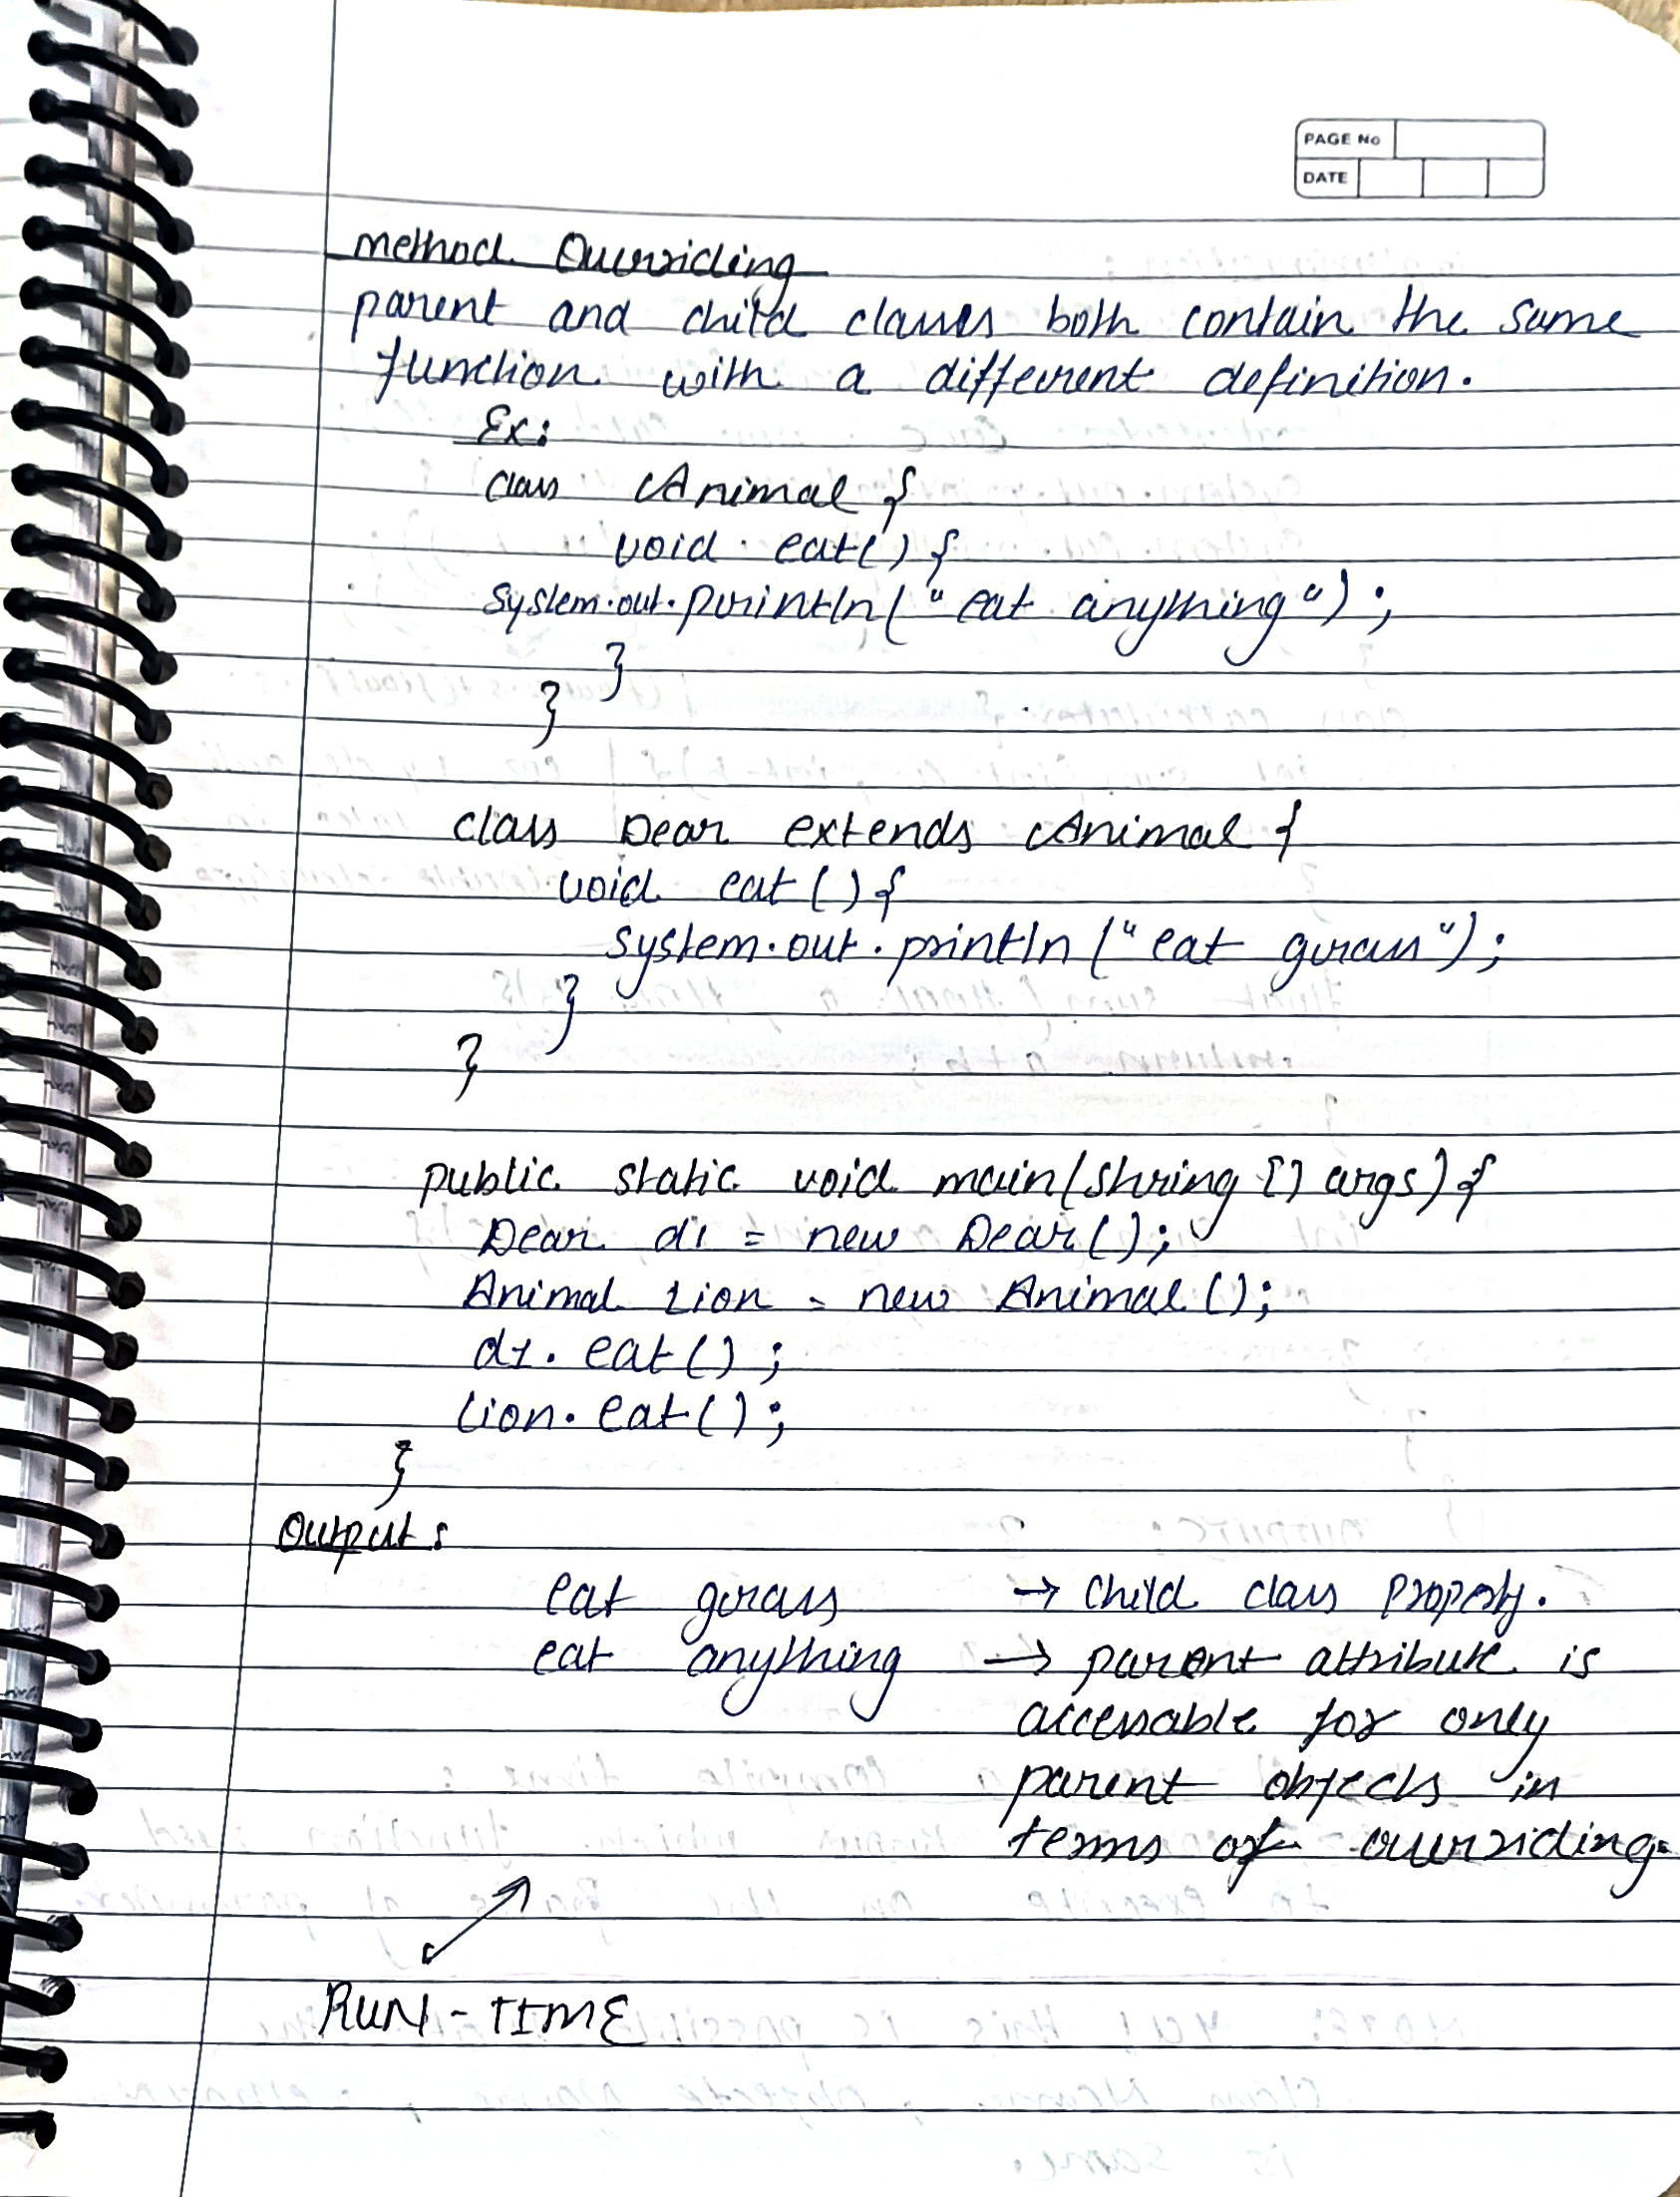 PAGE No
DATE
method Overriding
parent and child classes both contain the same
function with a different definition.
Ex:
class Animal {
void eat() {
System.out.println("eat anything");
}
}
class Dear extends Animal {
void eat() {
System.out.println("eat grass");
}
}
public static void main(String [] args) {
Dear d1 = new Dear();
Animal Lion = new Animal();
d1.eat();
Lion.eat();
}
Output:
eat grass → Child class Property.
eat anything → parent attribute is
accessable for only
parent objects in
terms of overriding.
RUN-TIME